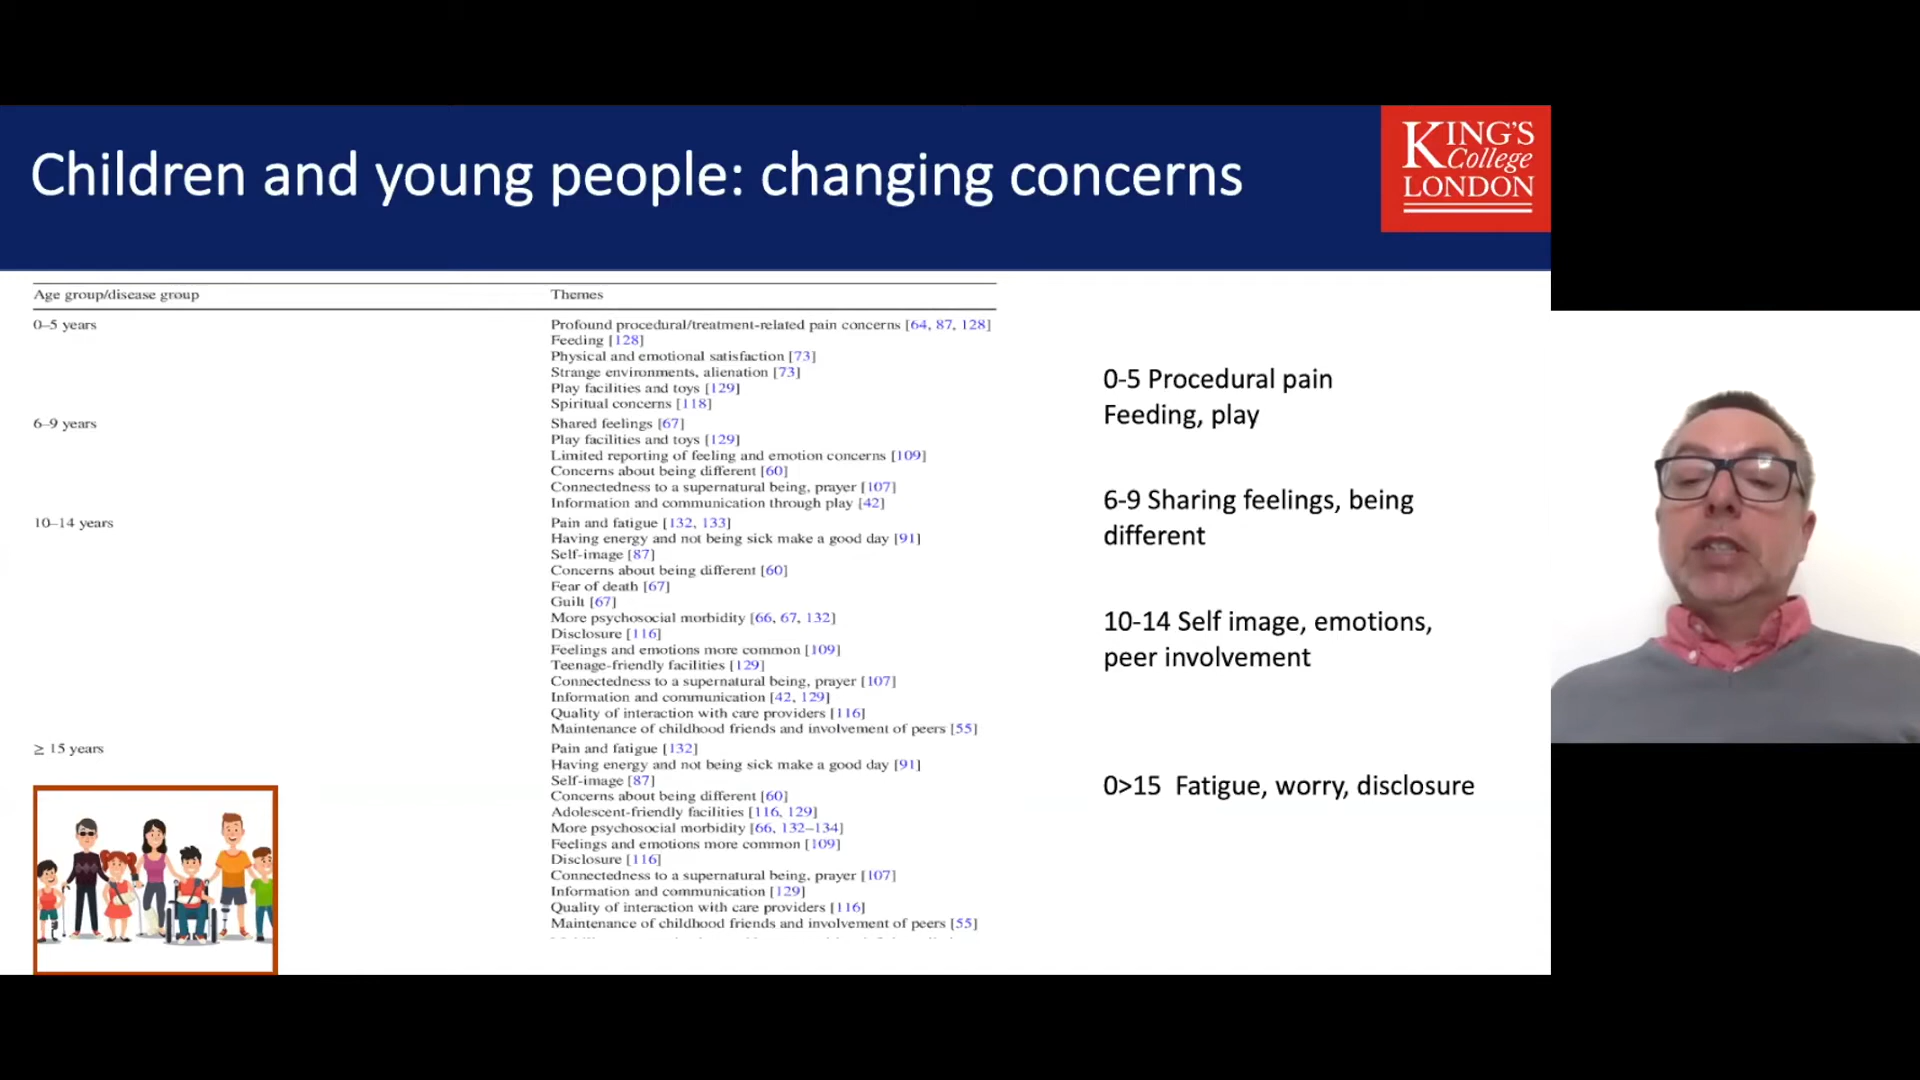 Children and young people: changing concerns
KING'S
College
LONDON
Age group/disease group Themes
0–5 years Profound procedural/treatment-related pain concerns [64, 87, 128]
Feeding [128]
Physical and emotional satisfaction [73]
Strange environments, alienation [73]
Play facilities and toys [129]
Spiritual concerns [118]
6–9 years Shared feelings [67]
Play facilities and toys [129]
Limited reporting of feeling and emotion concerns [109]
Concerns about being different [60]
Connectedness to a supernatural being, prayer [107]
Information and communication through play [42]
10–14 years Pain and fatigue [132, 133]
Having energy and not being sick make a good day [91]
Self-image [87]
Concerns about being different [60]
Fear of death [67]
Guilt [67]
More psychosocial morbidity [66, 67, 132]
Disclosure [116]
Feelings and emotions more common [109]
Teenage-friendly facilities [129]
Connectedness to a supernatural being, prayer [107]
Information and communication [42, 129]
Quality of interaction with care providers [116]
Maintenance of childhood friends and involvement of peers [55]
≥ 15 years Pain and fatigue [132]
Having energy and not being sick make a good day [91]
Self-image [87]
Concerns about being different [60]
Adolescent-friendly facilities [116, 129]
More psychosocial morbidity [66, 132–134]
Feelings and emotions more common [109]
Disclosure [116]
Connectedness to a supernatural being, prayer [107]
Information and communication [129]
Quality of interaction with care providers [116]
Maintenance of childhood friends and involvement of peers [55]
0-5 Procedural pain
Feeding, play
6-9 Sharing feelings, being
different
10-14 Self image, emotions,
peer involvement
0>15 Fatigue, worry, disclosure